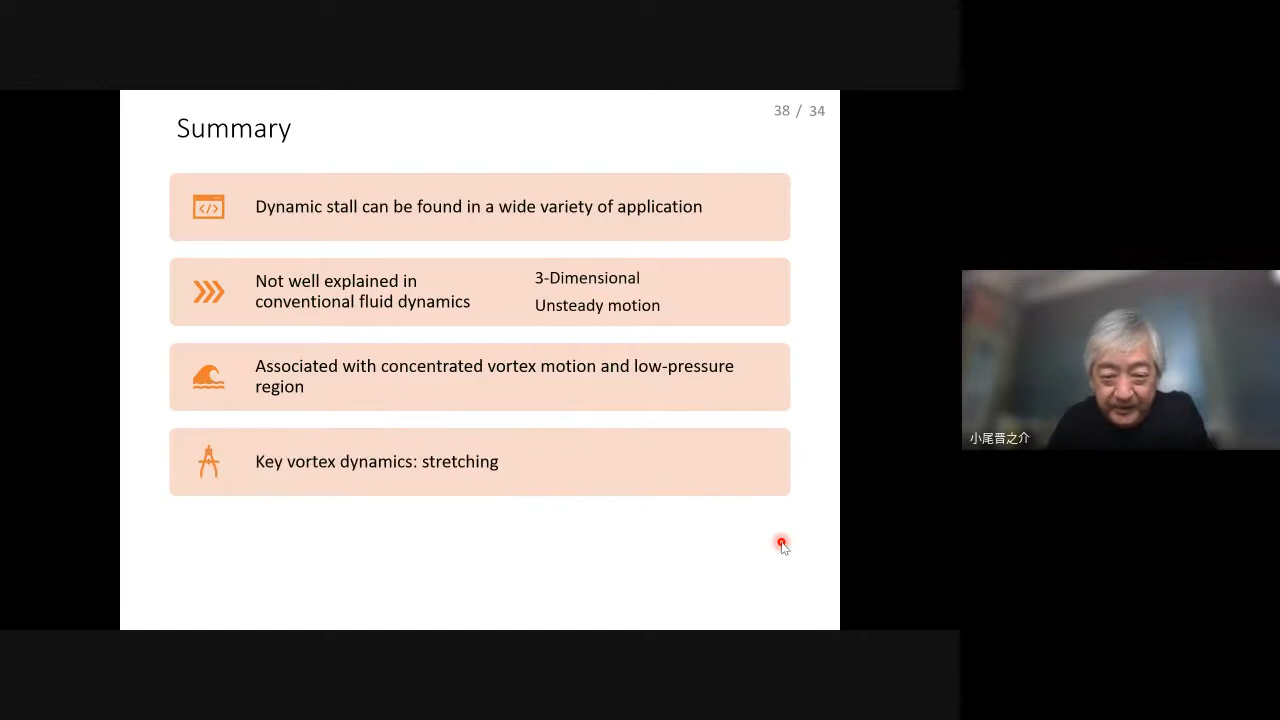 38 / 34
Summary
Dynamic stall can be found in a wide variety of application
Not well explained in
conventional fluid dynamics
3-Dimensional
Unsteady motion
Associated with concentrated vortex motion and low-pressure
region
Key vortex dynamics: stretching
小尾晋之介